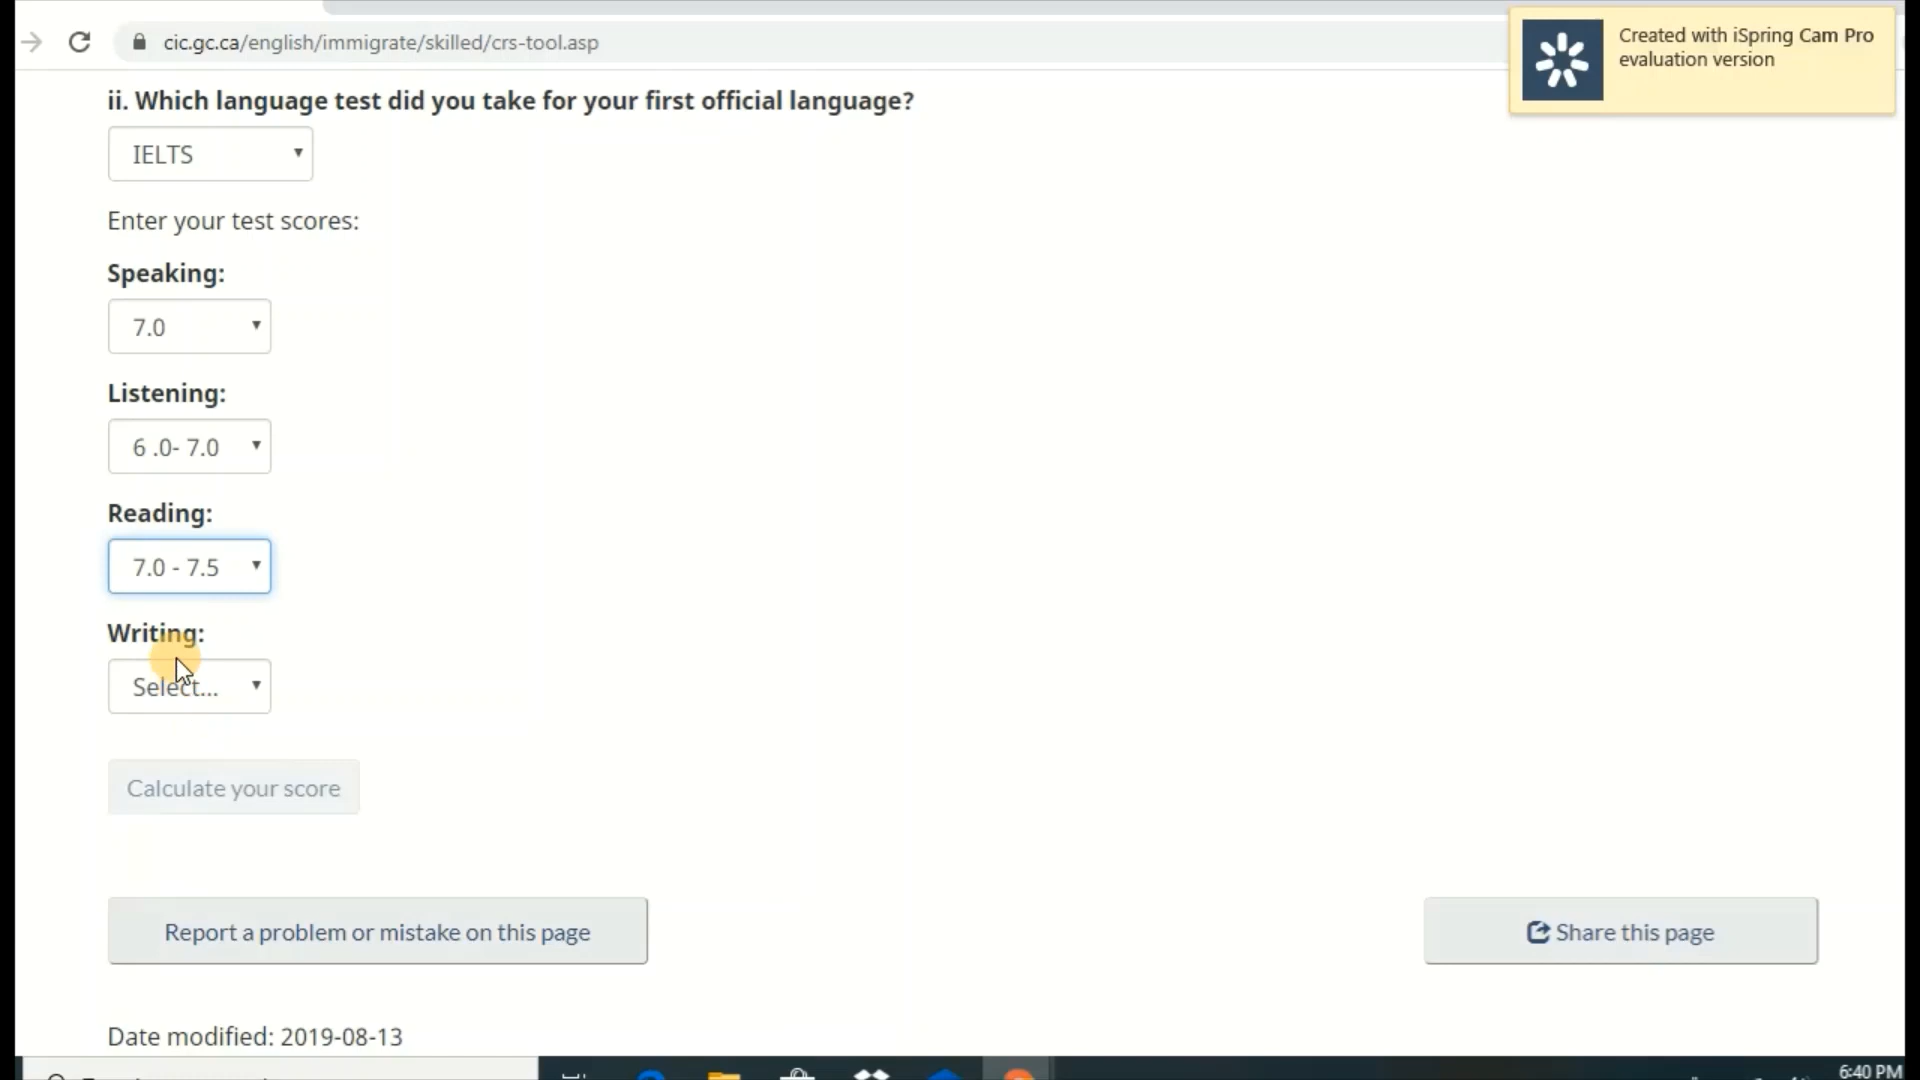 cic.gc.ca/english/immigrate/skilled/crs-tool.asp
Created with iSpring Cam Pro
evaluation version
ii. Which language test did you take for your first official language?
IELTS
Enter your test scores:
Speaking:
7.0
Listening:
6 .0- 7.0
Reading:
7.0 - 7.5
Writing:
Select...
Calculate your score
Report a problem or mistake on this page
Share this page
Date modified: 2019-08-13
6:40 PM